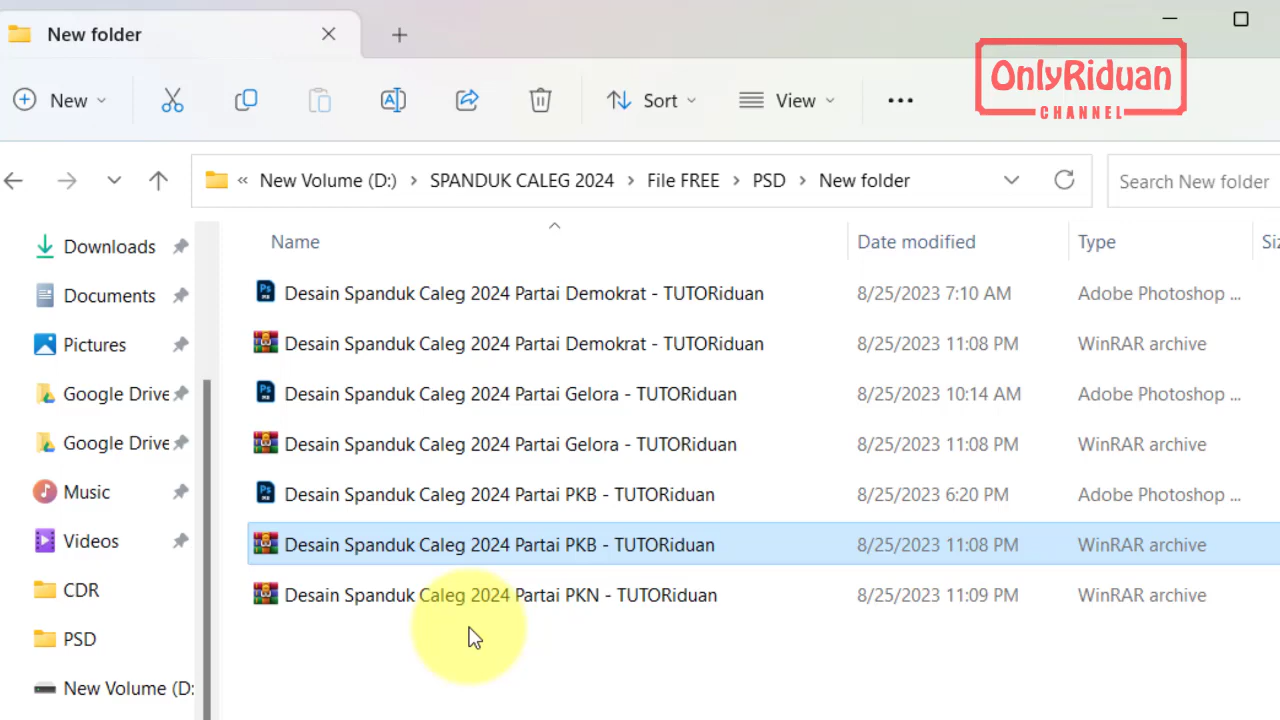 New folder
OnlyRiduan
CHANNEL
New
Sort
View
« New Volume (D:) > SPANDUK CALEG 2024 > File FREE > PSD > New folder
Search New folder
Name Date modified Type Siz
Downloads
Documents
Pictures
Google Drive
Google Drive
Music
Videos
CDR
PSD
New Volume (D:
Desain Spanduk Caleg 2024 Partai Demokrat - TUTORiduan 8/25/2023 7:10 AM Adobe Photoshop ...
Desain Spanduk Caleg 2024 Partai Demokrat - TUTORiduan 8/25/2023 11:08 PM WinRAR archive
Desain Spanduk Caleg 2024 Partai Gelora - TUTORiduan 8/25/2023 10:14 AM Adobe Photoshop ...
Desain Spanduk Caleg 2024 Partai Gelora - TUTORiduan 8/25/2023 11:08 PM WinRAR archive
Desain Spanduk Caleg 2024 Partai PKB - TUTORiduan 8/25/2023 6:20 PM Adobe Photoshop ...
Desain Spanduk Caleg 2024 Partai PKB - TUTORiduan 8/25/2023 11:08 PM WinRAR archive
Desain Spanduk Caleg 2024 Partai PKN - TUTORiduan 8/25/2023 11:09 PM WinRAR archive